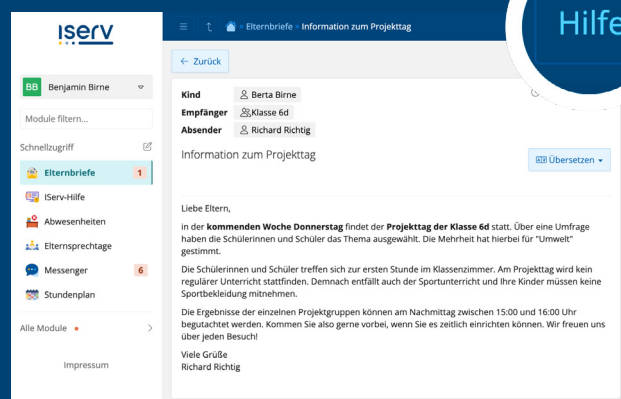 IServ
Elternbriefe » Information zum Projekttag
Hilfe
← Zurück
BB Benjamin Birne
Module filtern...
Schnellzugriff
Elternbriefe 1
IServ-Hilfe
Abwesenheiten
Elternsprechtage
Messenger 6
Stundenplan
Alle Module
Impressum
Kind Berta Birne
Empfänger Klasse 6d
Absender Richard Richtig
Information zum Projekttag
Übersetzen
Liebe Eltern,
in der kommenden Woche Donnerstag findet der Projekttag der Klasse 6d statt. Über eine Umfrage
haben die Schülerinnen und Schüler das Thema ausgewählt. Die Mehrheit hat hierbei für "Umwelt"
gestimmt.
Die Schülerinnen und Schüler treffen sich zur ersten Stunde im Klassenzimmer. Am Projekttag wird kein
regulärer Unterricht stattfinden. Demnach entfällt auch der Sportunterricht und Ihre Kinder müssen keine
Sportbekleidung mitnehmen.
Die Ergebnisse der einzelnen Projektgruppen können am Nachmittag zwischen 15:00 und 16:00 Uhr
begutachtet werden. Kommen Sie also gerne vorbei, wenn Sie es zeitlich einrichten können. Wir freuen uns
über jeden Besuch!
Viele Grüße
Richard Richtig